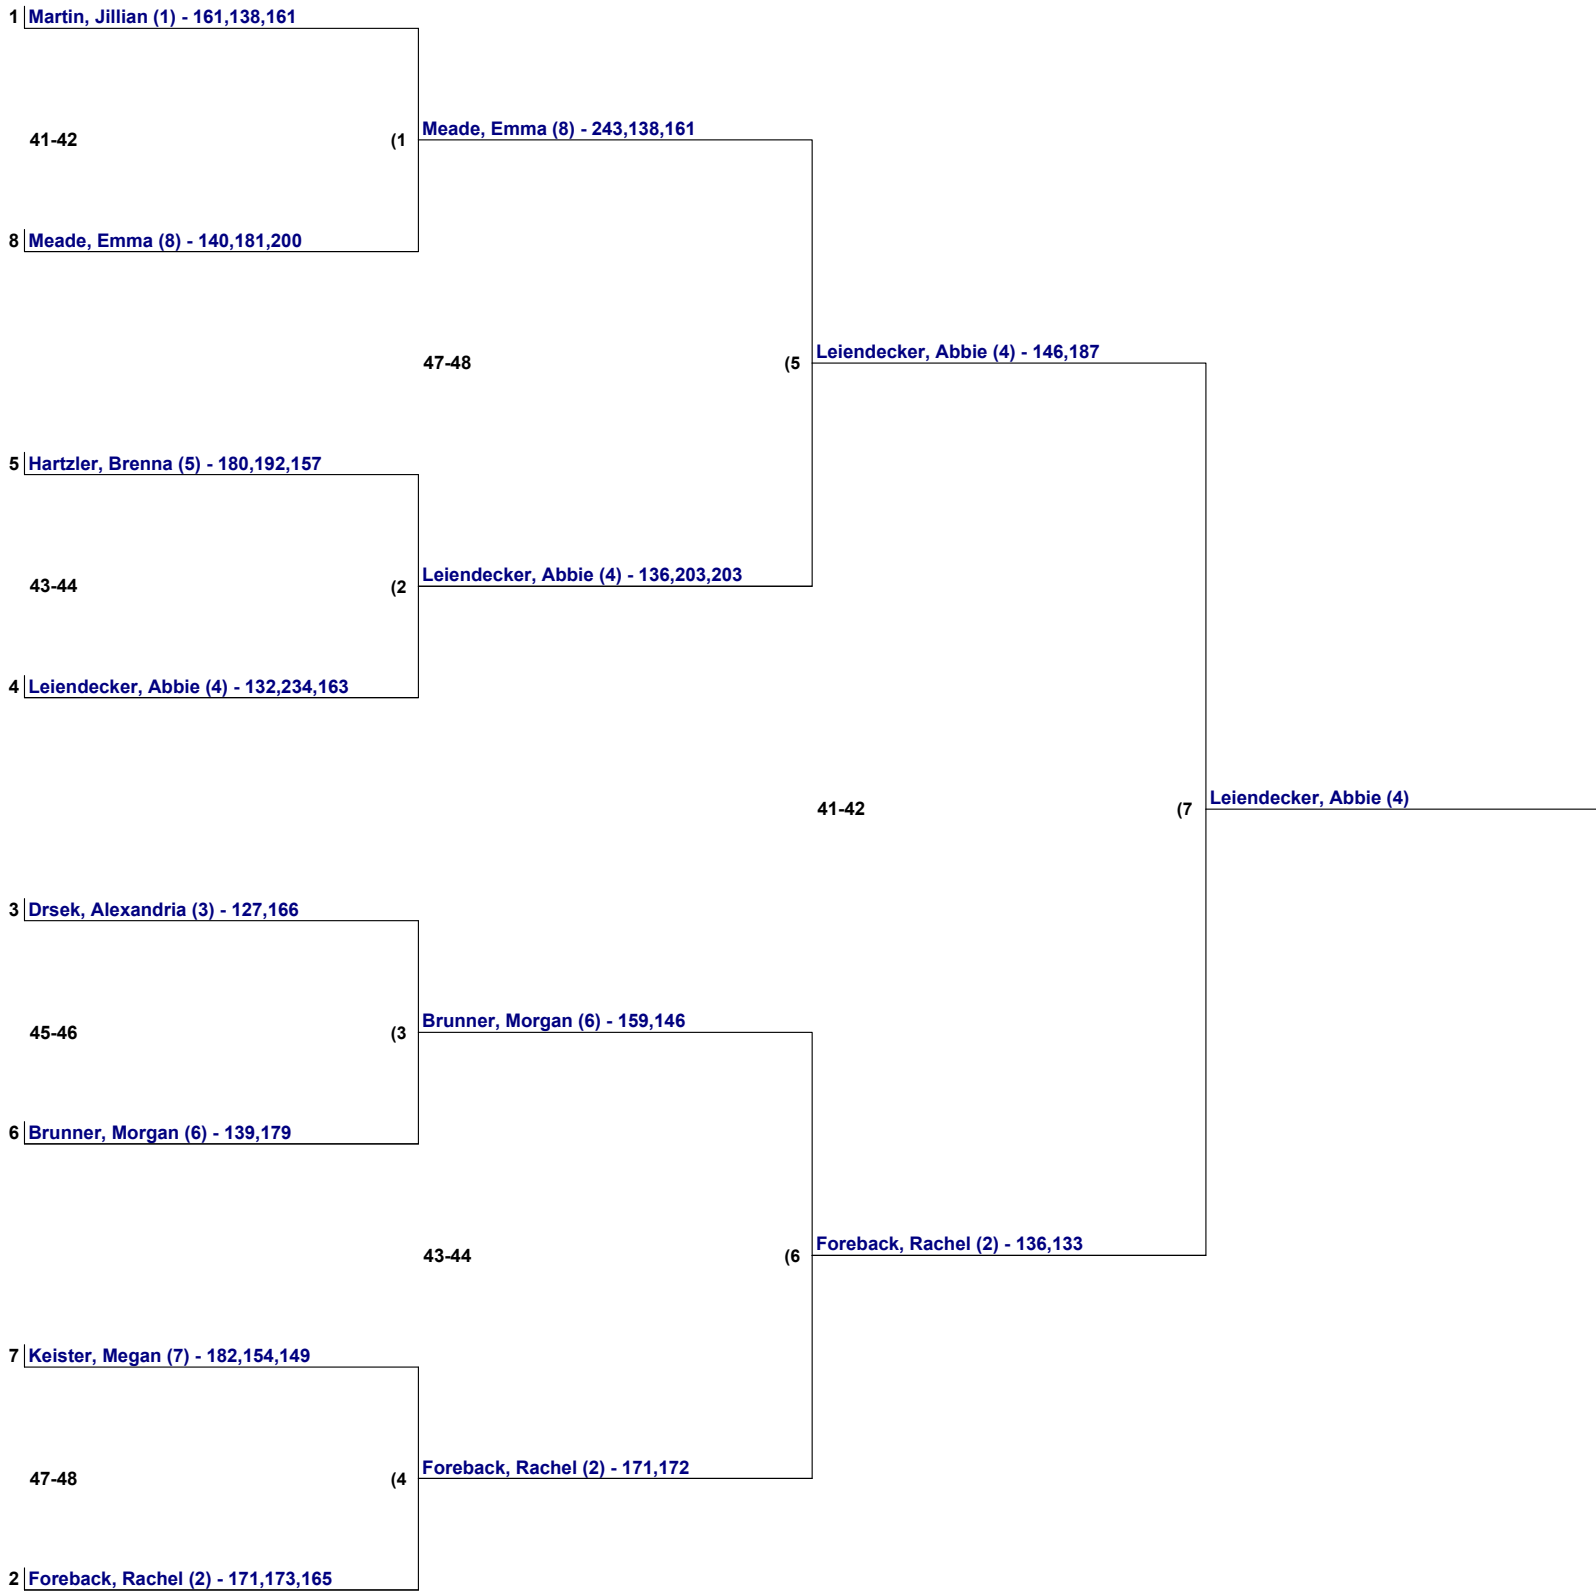 1 Martin, Jillian (1) - 161,138,161
Meade, Emma (8) - 243,138,161
41-42 (1
8 Meade, Emma (8) - 140,181,200
Leiendecker, Abbie (4) - 146,187
47-48 (5
5 Hartzler, Brenna (5) - 180,192,157
Leiendecker, Abbie (4) - 136,203,203
43-44 (2
4 Leiendecker, Abbie (4) - 132,234,163
Leiendecker, Abbie (4)
41-42 (7
3 Drsek, Alexandria (3) - 127,166
Brunner, Morgan (6) - 159,146
45-46 (3
6 Brunner, Morgan (6) - 139,179
Foreback, Rachel (2) - 136,133
43-44 (6
7 Keister, Megan (7) - 182,154,149
Foreback, Rachel (2) - 171,172
47-48 (4
2 Foreback, Rachel (2) - 171,173,165